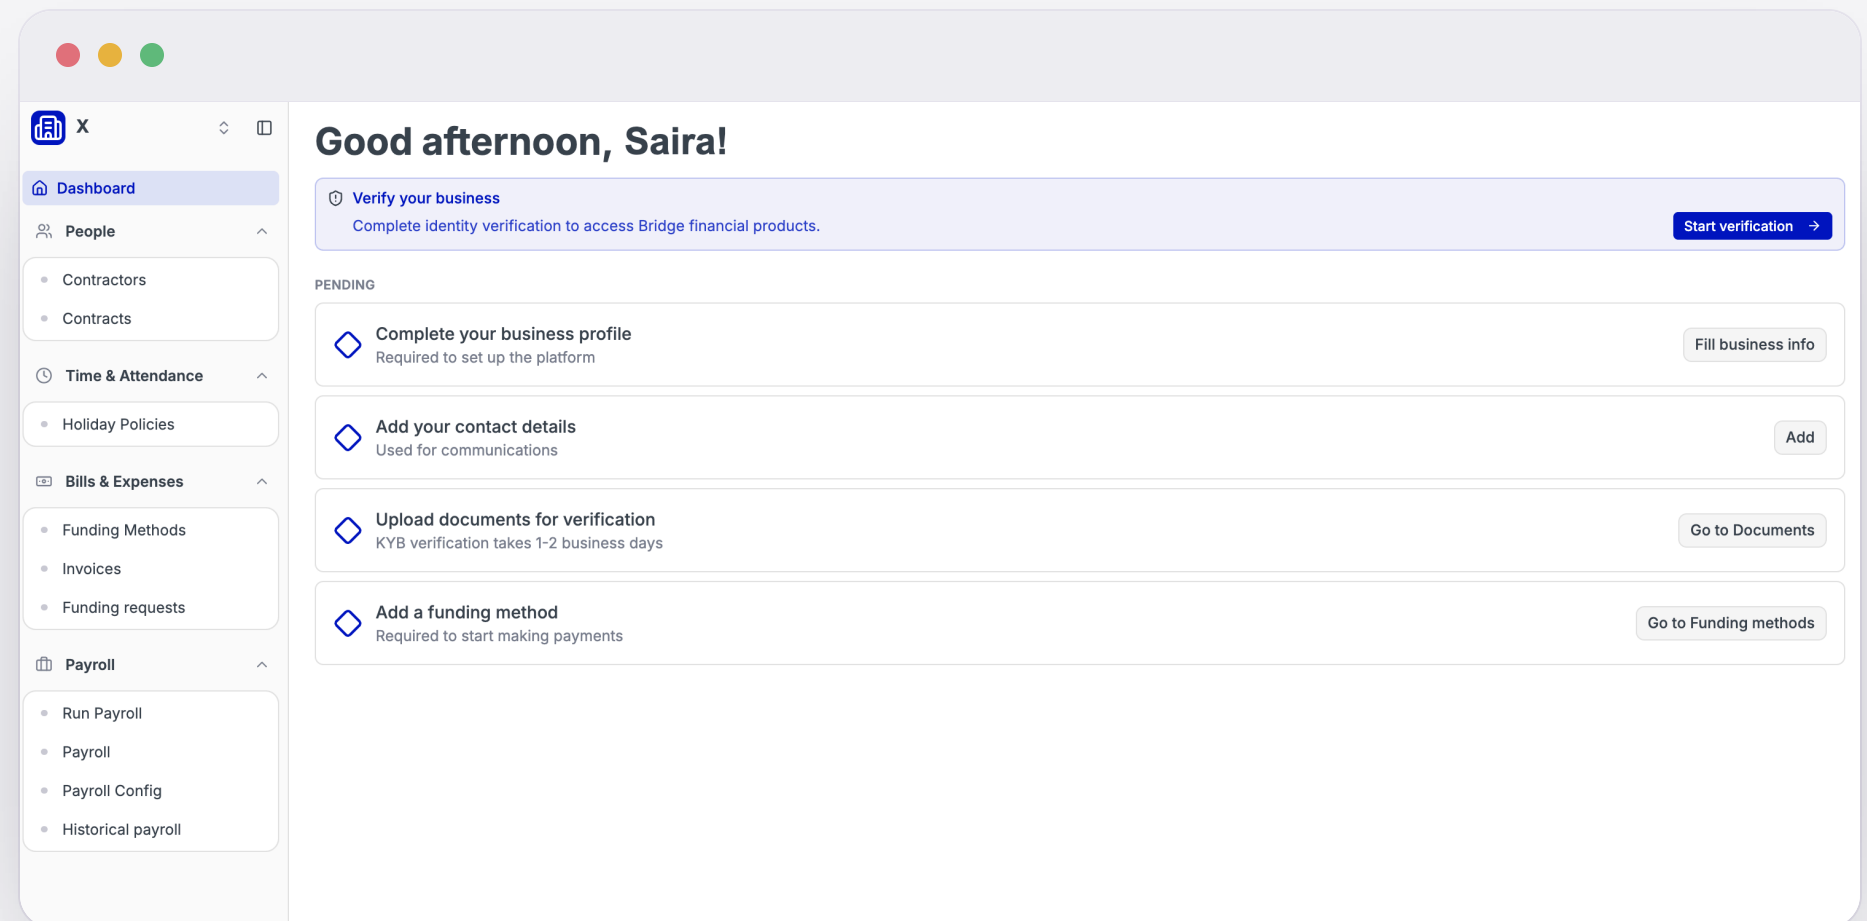 X
Dashboard
People
Contractors
Contracts
Time & Attendance
Holiday Policies
Bills & Expenses
Funding Methods
Invoices
Funding requests
Payroll
Run Payroll
Payroll
Payroll Config
Historical payroll
Good afternoon, Saira!
Verify your business
Complete identity verification to access Bridge financial products.
Start verification
PENDING
Complete your business profile
Required to set up the platform
Fill business info
Add your contact details
Used for communications
Add
Upload documents for verification
KYB verification takes 1-2 business days
Go to Documents
Add a funding method
Required to start making payments
Go to Funding methods